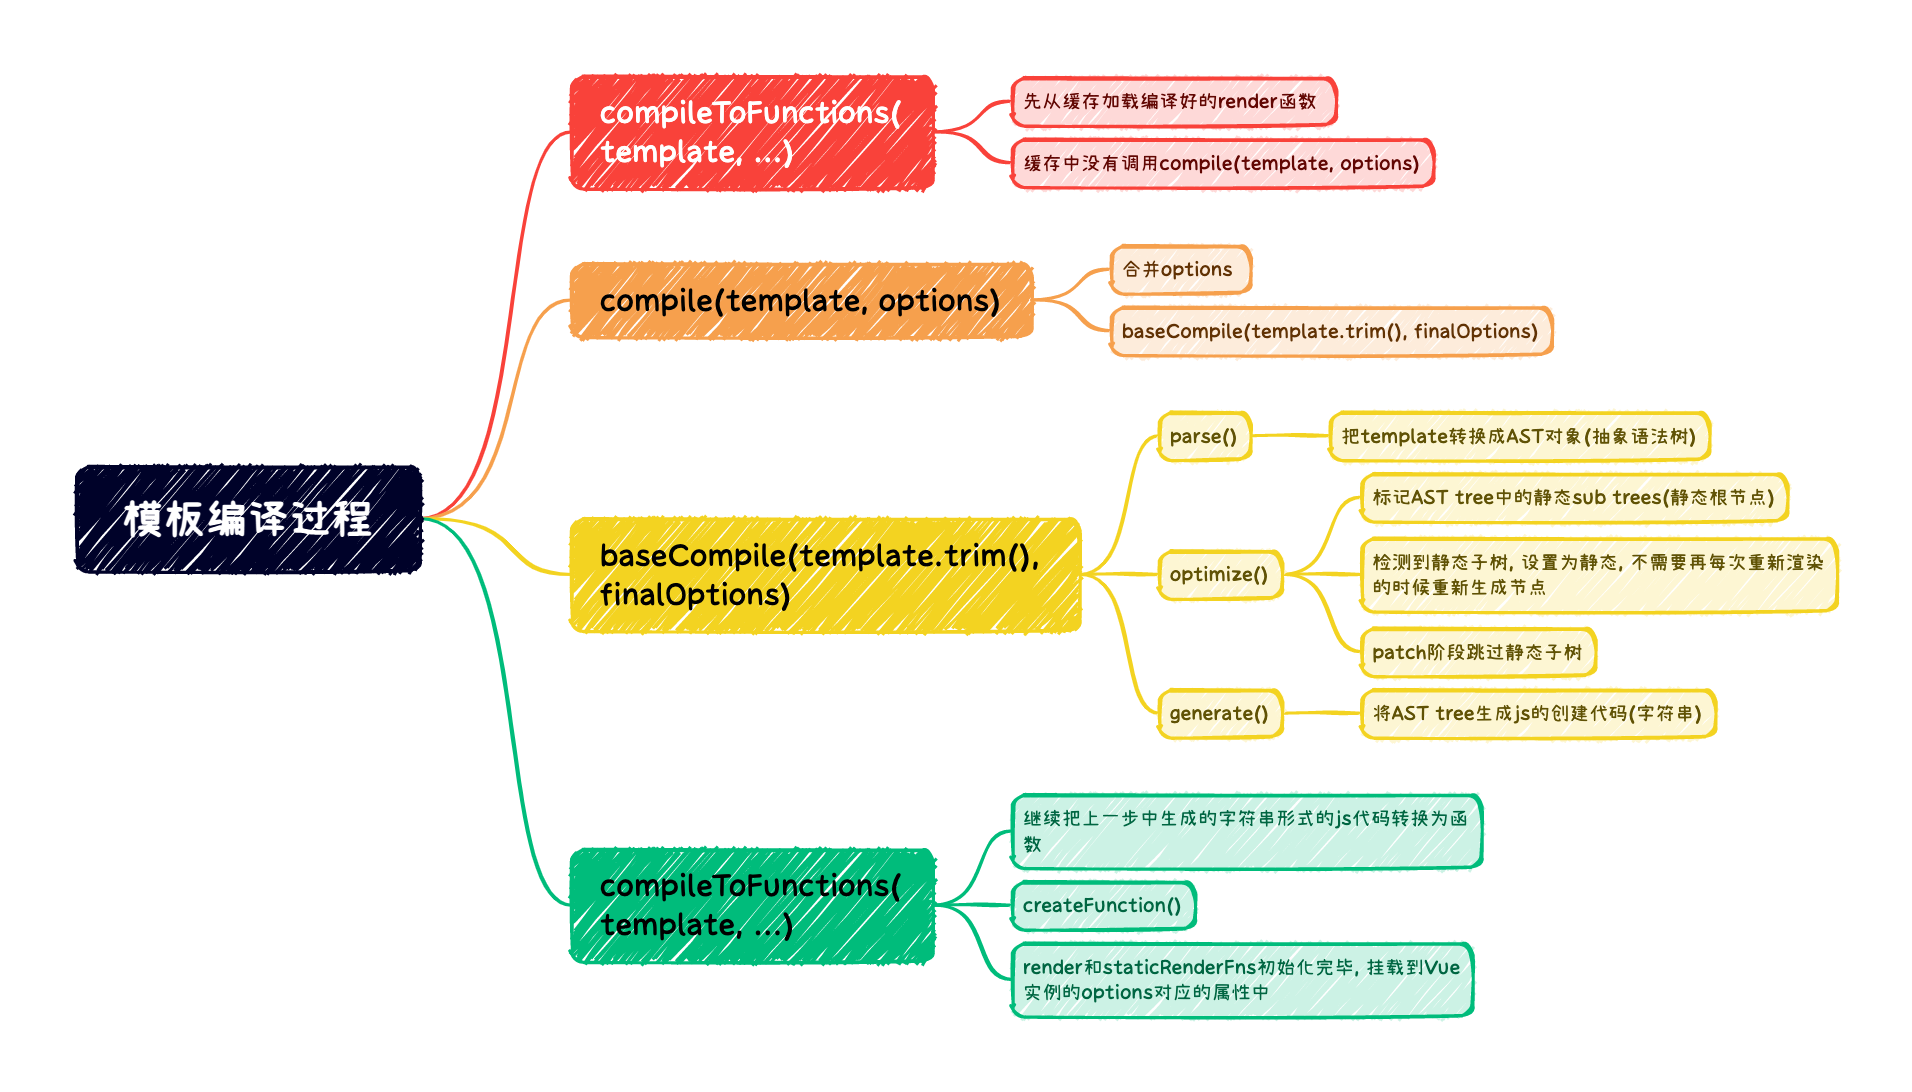 模板编译过程
compileToFunctions(
template, ...)
先从缓存加载编译好的render函数
缓存中没有调用compile(template, options)
compile(template, options)
合并options
baseCompile(template.trim(), finalOptions)
baseCompile(template.trim(),
finalOptions)
parse()
把template转换成AST对象(抽象语法树)
optimize()
标记AST tree中的静态sub trees(静态根节点)
检测到静态子树, 设置为静态, 不需要再每次重新渲染
的时候重新生成节点
patch阶段跳过静态子树
generate()
将AST tree生成js的创建代码(字符串)
compileToFunctions(
template, ...)
继续把上一步中生成的字符串形式的js代码转换为函
数
createFunction()
render和staticRenderFns初始化完毕, 挂载到Vue
实例的options对应的属性中